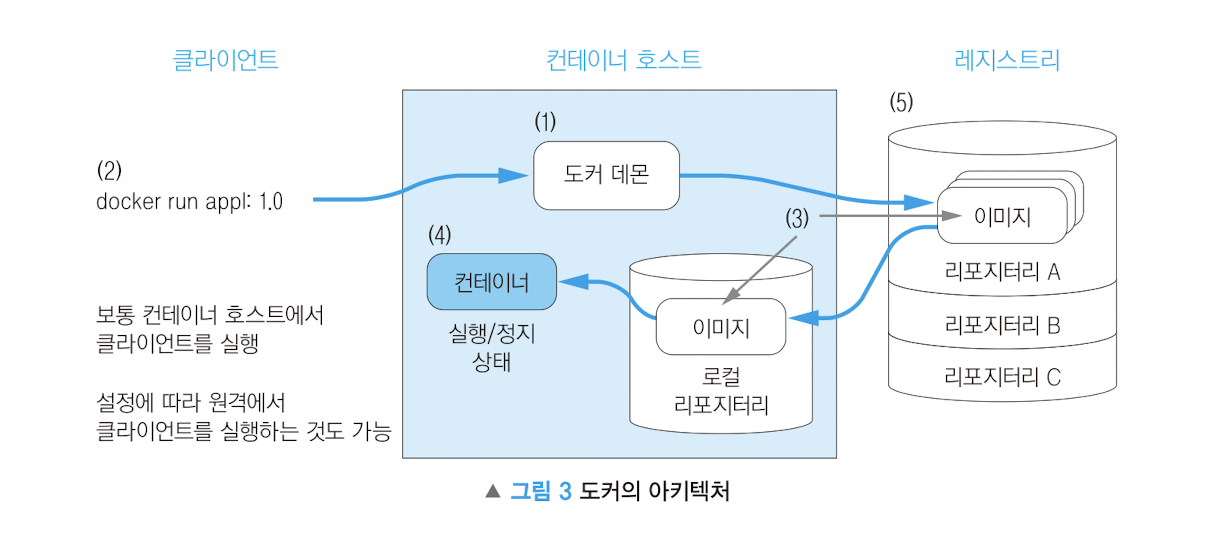 클라이언트
컨테이너 호스트
레지스트리
(1)
도커 데몬
(2)
docker run appl: 1.0
(3)
(4)
컨테이너
실행/정지
상태
이미지
로컬
리포지터리
(5)
이미지
리포지터리 A
리포지터리 B
리포지터리 C
보통 컨테이너 호스트에서
클라이언트를 실행
설정에 따라 원격에서
클라이언트를 실행하는 것도 가능
▲ 그림 3 도커의 아키텍처